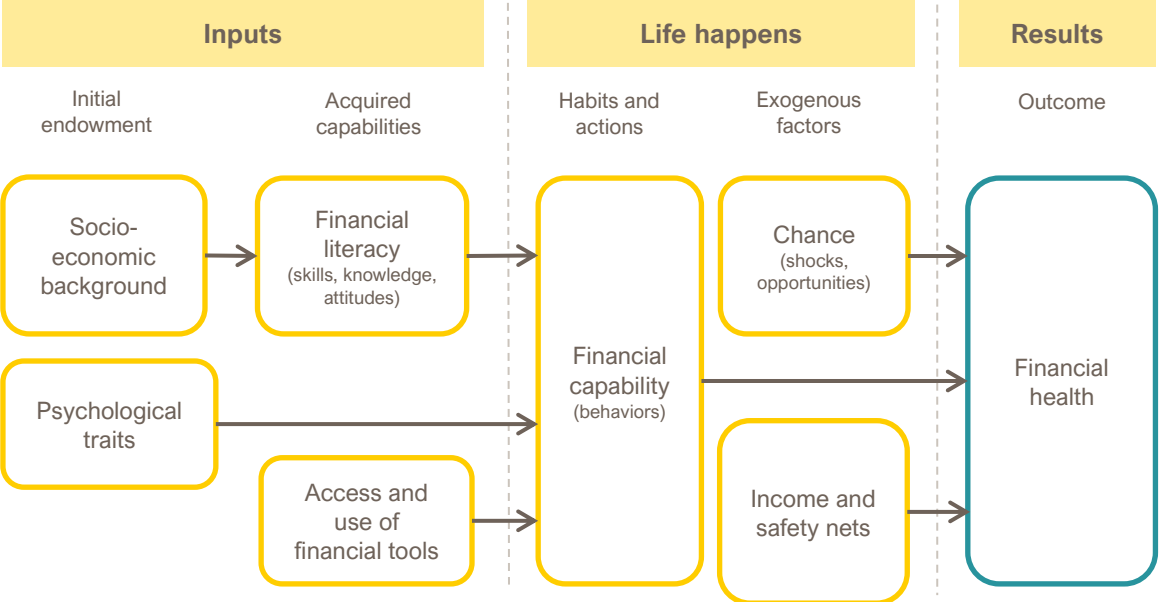 Inputs
Life happens
Results
Initial
endowment
Acquired
capabilities
Habits and
actions
Exogenous
factors
Outcome
Socio-
economic
background
Financial
literacy
(skills, knowledge,
attitudes)
Chance
(shocks,
opportunities)
Psychological
traits
Financial
capability
(behaviors)
Financial
health
Access and
use of
financial tools
Income and
safety nets